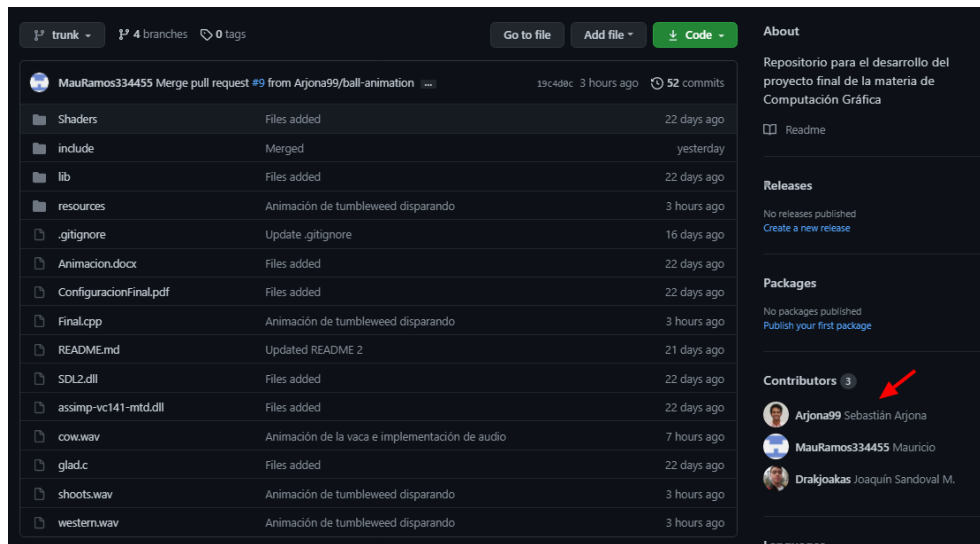 trunk 4 branches 0 tags Go to file Add file Code
MauRamos334455 Merge pull request #9 from Arjona99/ball-animation ... 19c4d0c 3 hours ago 52 commits
Shaders Files added 22 days ago
include Merged yesterday
lib Files added 22 days ago
resources Animación de tumbleweed disparando 3 hours ago
.gitignore Update .gitignore 16 days ago
Animacion.docx Files added 22 days ago
ConfiguracionFinal.pdf Files added 22 days ago
Final.cpp Animación de tumbleweed disparando 3 hours ago
README.md Updated README 2 21 days ago
SDL2.dll Files added 22 days ago
assimp-vc141-mtd.dll Files added 22 days ago
cow.wav Animación de la vaca e implementación de audio 7 hours ago
glad.c Files added 22 days ago
shoots.wav Animación de tumbleweed disparando 3 hours ago
western.wav Animación de tumbleweed disparando 3 hours ago
About
Repositorio para el desarrollo del
proyecto final de la materia de
Computación Gráfica
Readme
Releases
No releases published
Create a new release
Packages
No packages published
Publish your first package
Contributors 3
Arjona99 Sebastián Arjona
MauRamos334455 Mauricio
Drakjoakas Joaquín Sandoval M.
Languages